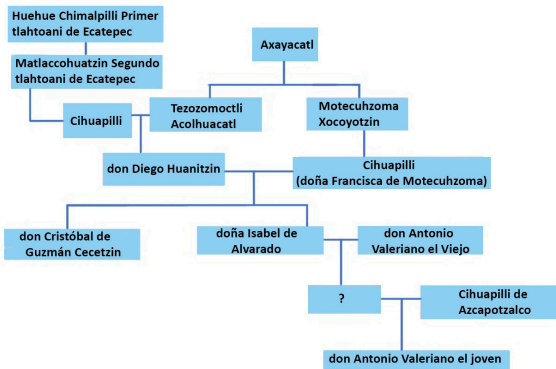 Huehue Chimalpilli Primer
tlahtoani de Ecatepec
Axayacatl
Matlaccohuatzin Segundo
tlahtoani de Ecatepec
Cihuapilli
Tezozomoctli
Acolhuacatl
Motecuhzoma
Xocoyotzin
don Diego Huanitzin
Cihuapilli
(doña Francisca de Motecuhzoma)
don Cristóbal de
Guzmán Cecetzin
doña Isabel de
Alvarado
don Antonio
Valeriano el Viejo
?
Cihuapilli de
Azcapotzalco
don Antonio Valeriano el joven